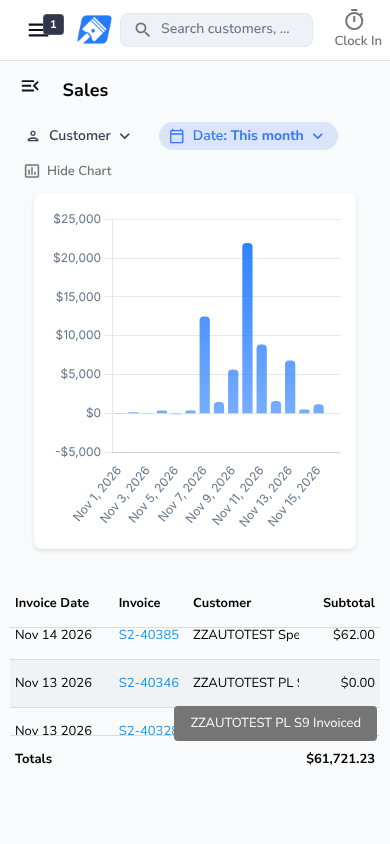 1
Search customers, ...
Clock In
Sales
Customer
Date: This month
Hide Chart
$25,000
$20,000
$15,000
$10,000
$5,000
$0
-$5,000
Nov 1, 2026
Nov 3, 2026
Nov 5, 2026
Nov 7, 2026
Nov 9, 2026
Nov 11, 2026
Nov 13, 2026
Nov 15, 2026
Invoice Date Invoice Customer Subtotal
Nov 14 2026 S2-40385 ZZAUTOTEST Spe $62.00
Nov 13 2026 S2-40346 ZZAUTOTEST PL $0.00
Nov 13 2026 S2-40328
ZZAUTOTEST PL S9 Invoiced
Totals $61,721.23